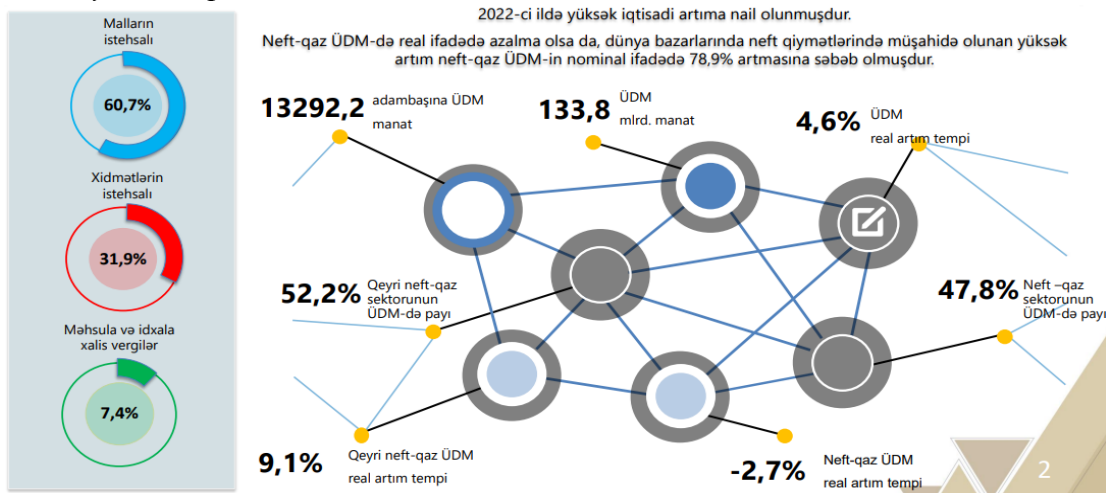 2022-ci ildə yüksək iqtisadi artıma nail olunmuşdur.
Neft-qaz ÜDM-də real ifadədə azalma olsa da, dünya bazarlarında neft qiymətlərində müşahidə olunan yüksək
artım neft-qaz ÜDM-in nominal ifadədə 78,9% artmasına səbəb olmuşdur.
Malların
istehsalı
60,7%
Xidmətlərin
istehsalı
31,9%
Məhsula və idxala
xalis vergilər
7,4%
13292,2 adambaşına ÜDM
manat
133,8 ÜDM
mlrd. manat
4,6% ÜDM
real artım tempi
52,2% Qeyri neft-qaz
sektorunun
ÜDM-də payı
47,8% Neft –qaz
sektorunun
ÜDM-də payı
9,1% Qeyri neft-qaz ÜDM
real artım tempi
-2,7% Neft-qaz ÜDM
real artım tempi
2